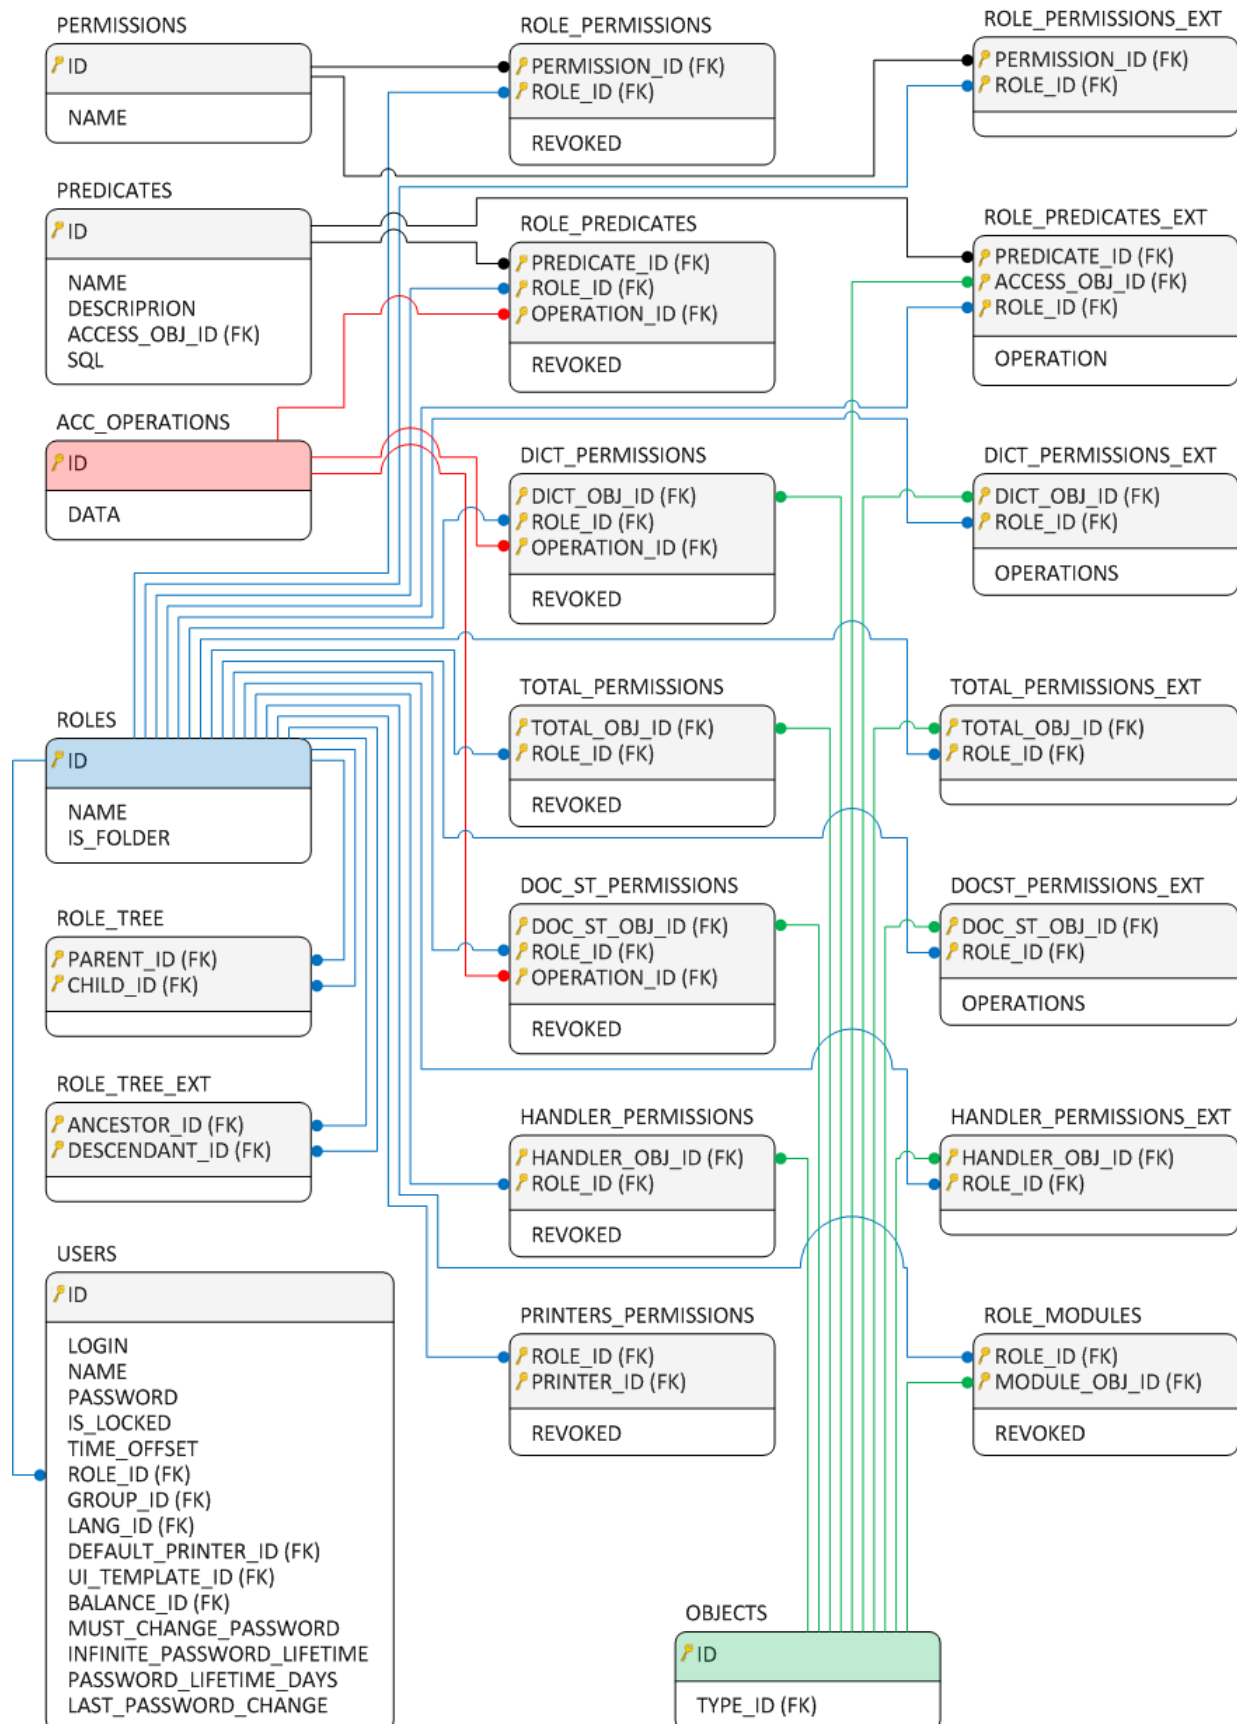 PERMISSIONS
ID
NAME
PREDICATES
ID
NAME
DESCRIPRION
ACCESS_OBJ_ID (FK)
SQL
ACC_OPERATIONS
ID
DATA
ROLES
ID
NAME
IS_FOLDER
ROLE_TREE
PARENT_ID (FK)
CHILD_ID (FK)
ROLE_TREE_EXT
ANCESTOR_ID (FK)
DESCENDANT_ID (FK)
USERS
ID
LOGIN
NAME
PASSWORD
IS_LOCKED
TIME_OFFSET
ROLE_ID (FK)
GROUP_ID (FK)
LANG_ID (FK)
DEFAULT_PRINTER_ID (FK)
UI_TEMPLATE_ID (FK)
BALANCE_ID (FK)
MUST_CHANGE_PASSWORD
INFINITE_PASSWORD_LIFETIME
PASSWORD_LIFETIME_DAYS
LAST_PASSWORD_CHANGE
ROLE_PERMISSIONS
PERMISSION_ID (FK)
ROLE_ID (FK)
REVOKED
ROLE_PREDICATES
PREDICATE_ID (FK)
ROLE_ID (FK)
OPERATION_ID (FK)
REVOKED
DICT_PERMISSIONS
DICT_OBJ_ID (FK)
ROLE_ID (FK)
OPERATION_ID (FK)
REVOKED
TOTAL_PERMISSIONS
TOTAL_OBJ_ID (FK)
ROLE_ID (FK)
REVOKED
DOC_ST_PERMISSIONS
DOC_ST_OBJ_ID (FK)
ROLE_ID (FK)
OPERATION_ID (FK)
REVOKED
HANDLER_PERMISSIONS
HANDLER_OBJ_ID (FK)
ROLE_ID (FK)
REVOKED
PRINTERS_PERMISSIONS
ROLE_ID (FK)
PRINTER_ID (FK)
REVOKED
OBJECTS
ID
TYPE_ID (FK)
ROLE_PERMISSIONS_EXT
PERMISSION_ID (FK)
ROLE_ID (FK)
ROLE_PREDICATES_EXT
PREDICATE_ID (FK)
ACCESS_OBJ_ID (FK)
ROLE_ID (FK)
OPERATION
DICT_PERMISSIONS_EXT
DICT_OBJ_ID (FK)
ROLE_ID (FK)
OPERATIONS
TOTAL_PERMISSIONS_EXT
TOTAL_OBJ_ID (FK)
ROLE_ID (FK)
DOCST_PERMISSIONS_EXT
DOC_ST_OBJ_ID (FK)
ROLE_ID (FK)
OPERATIONS
HANDLER_PERMISSIONS_EXT
HANDLER_OBJ_ID (FK)
ROLE_ID (FK)
ROLE_MODULES
ROLE_ID (FK)
MODULE_OBJ_ID (FK)
REVOKED